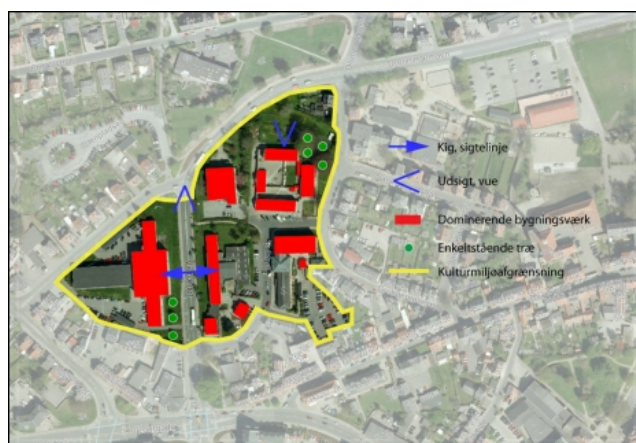 Kig, sigtelinje
Udsigt, vue
Dominerende bygningsværk
Enkeltstående træ
Kulturmiljøafgrænsning